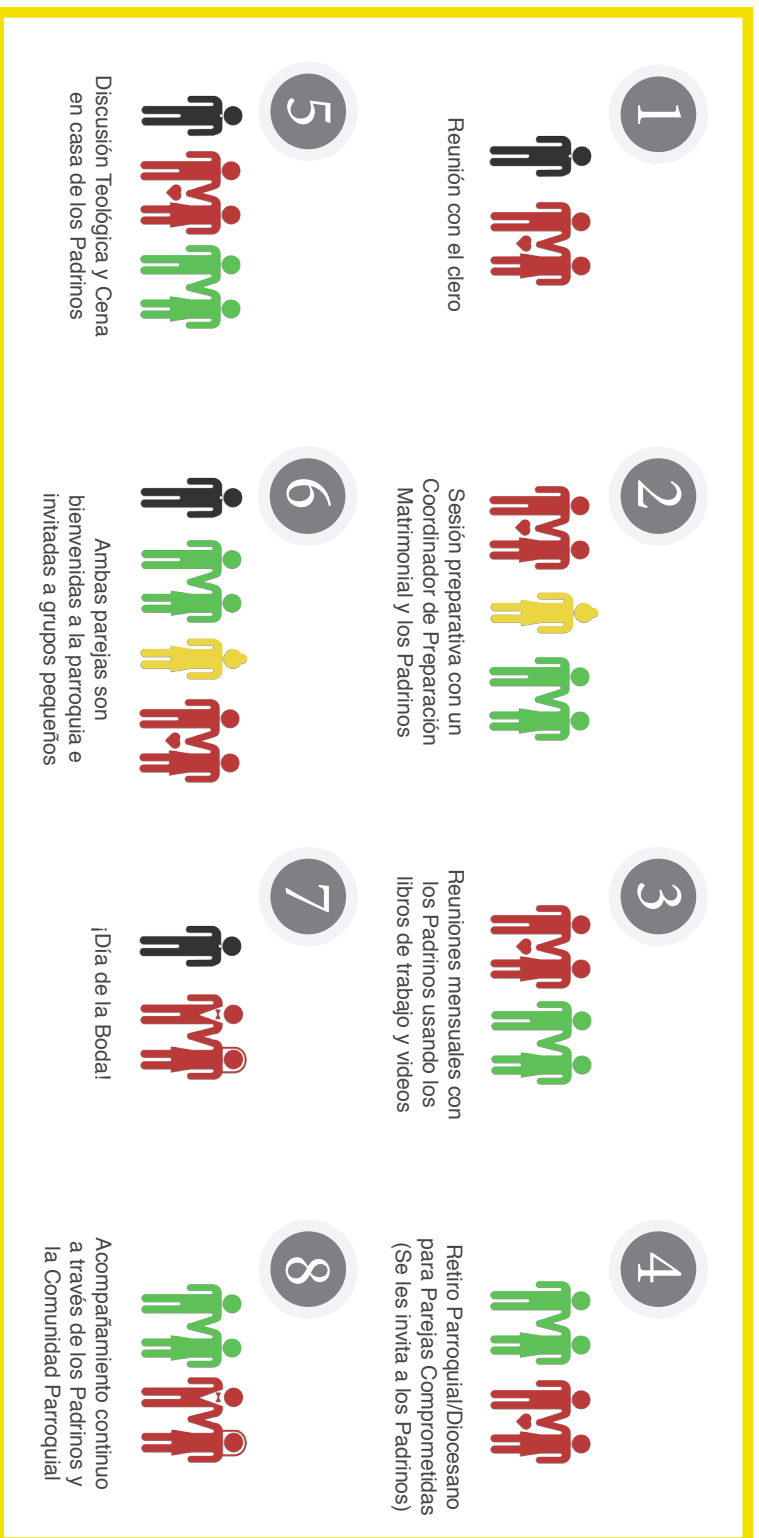 1
Reunión con el clero
2
Sesión preparativa con un
Coordinador de Preparación
Matrimonial y los Padrinos
3
Reuniones mensuales con
los Padrinos usando los
libros de trabajo y videos
4
Retiro Parroquial/Diocesano
para Parejas Comprometidas
(Se les invita a los Padrinos)
5
Discusión Teológica y Cena
en casa de los Padrinos
6
Ambas parejas son
bienvenidas a la parroquia e
invitadas a grupos pequeños
7
¡Día de la Boda!
8
Acompañamiento continuo
a través de los Padrinos y
la Comunidad Parroquial